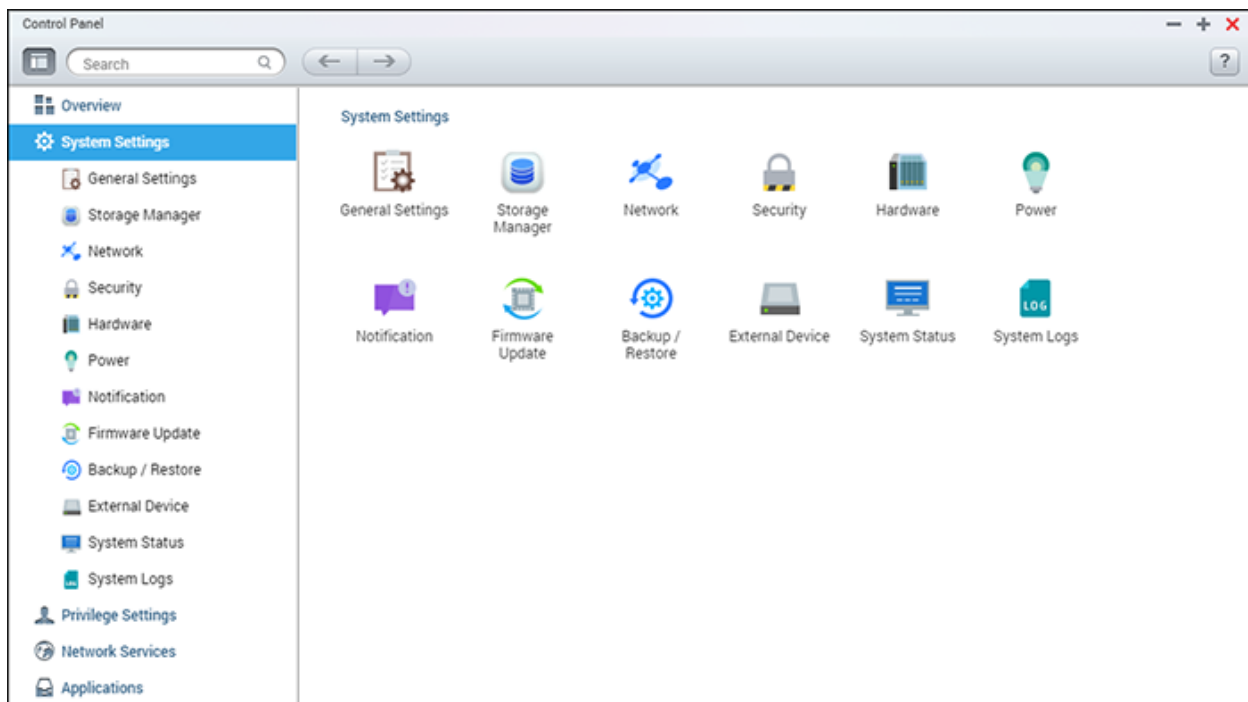 Control Panel
Search
?
Overview
System Settings
General Settings
Storage Manager
Network
Security
Hardware
Power
Notification
Firmware Update
Backup / Restore
External Device
System Status
System Logs
Privilege Settings
Network Services
Applications
System Settings
General Settings
Storage
Manager
Network
Security
Hardware
Power
LOG
Notification
Firmware
Update
Backup /
Restore
External Device
System Status
System Logs